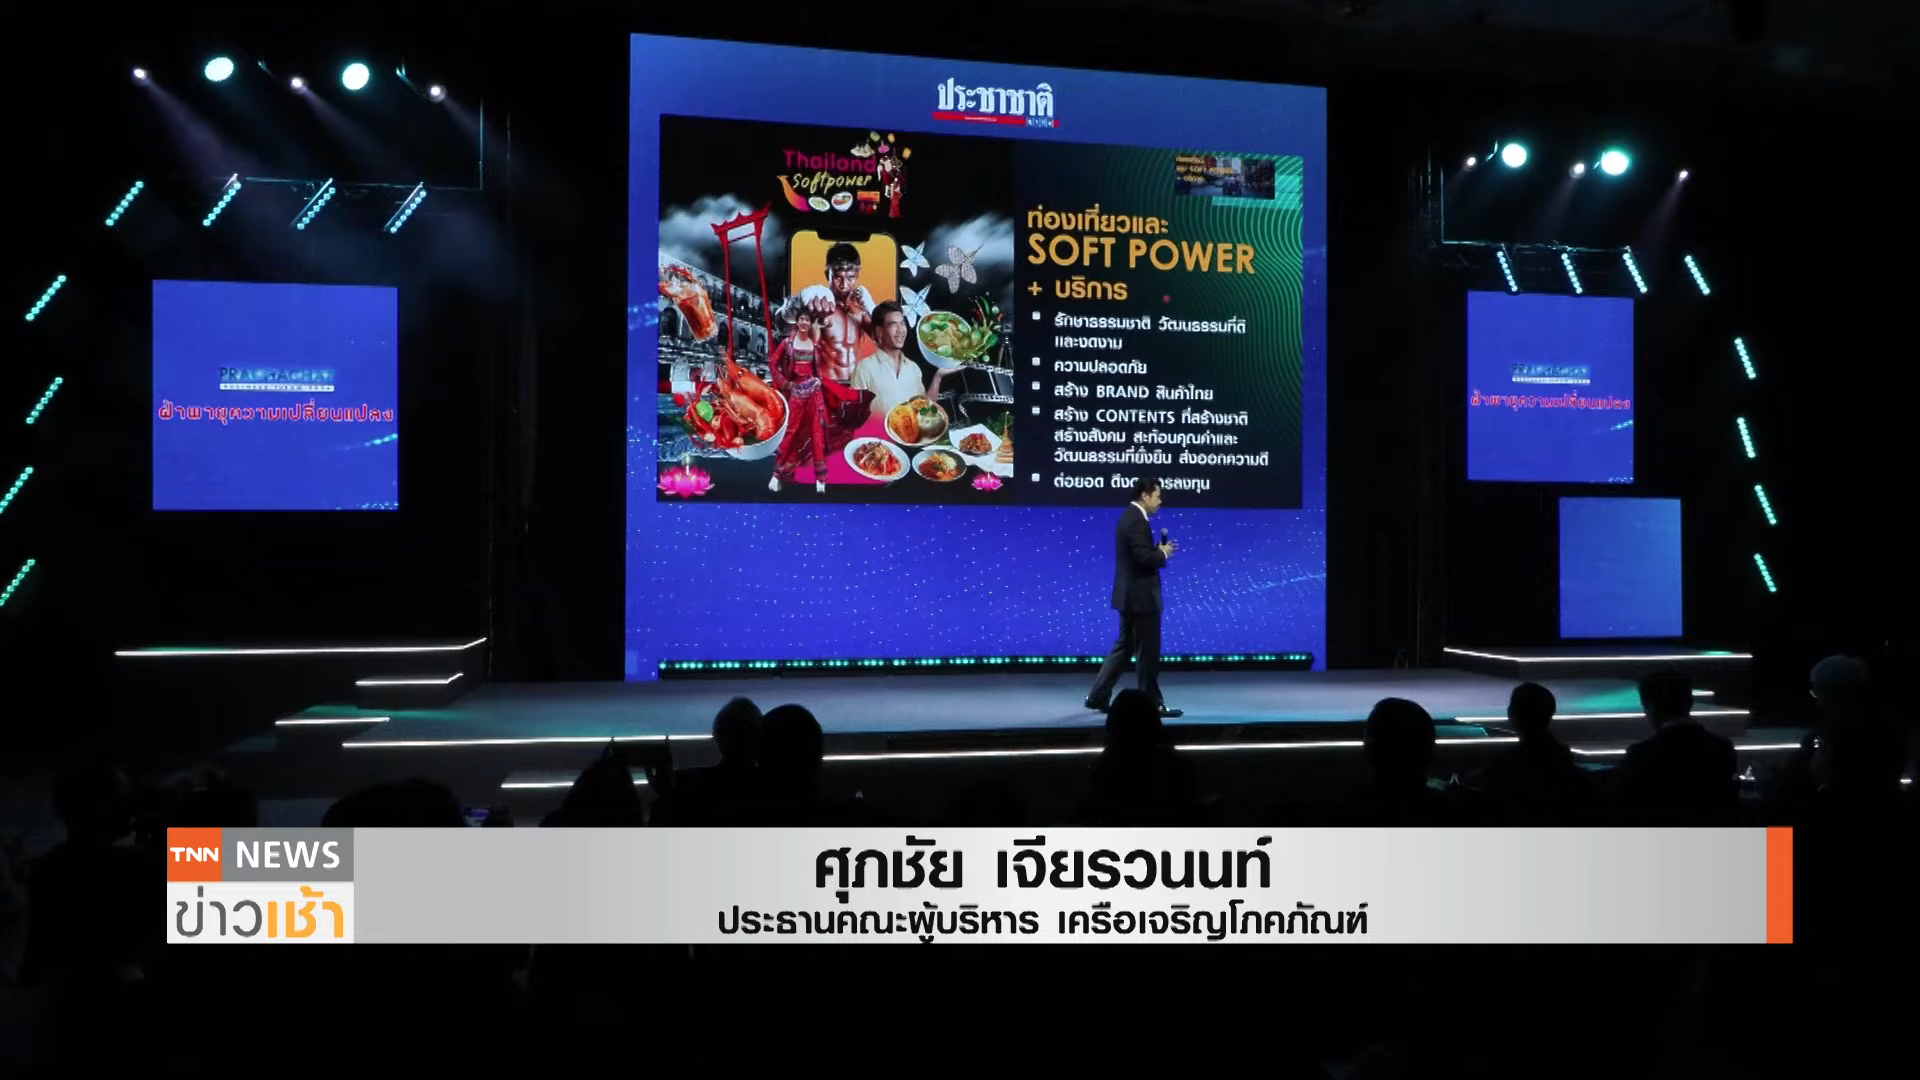 ประชาชาติ
Thailand
Softpower
ท่องเที่ยวและ
SOFT POWER
+ บริการ
รักษาธรรมชาติ วัฒนธรรมที่ดี
และงดงาม
ความปลอดภัย
สร้าง BRAND สินค้าไทย
สร้าง CONTENTS ที่สร้างชาติ
สร้างสังคม สะท้อนคุณค่าและ
วัฒนธรรมที่ยั่งยืน ส่งออกความดี
ต่อยอด
PRACHACHAT
BUSINESS FORUM 2024
ฝ่าพายุความเปลี่ยนแปลง
PRACHACHAT
ฝ่าพายุความเปลี่ยนแปลง
TNN NEWS
ข่าวเช้า
ศุภชัย เจียรวนนท์
ประธานคณะผู้บริหาร เครือเจริญโภคภัณฑ์